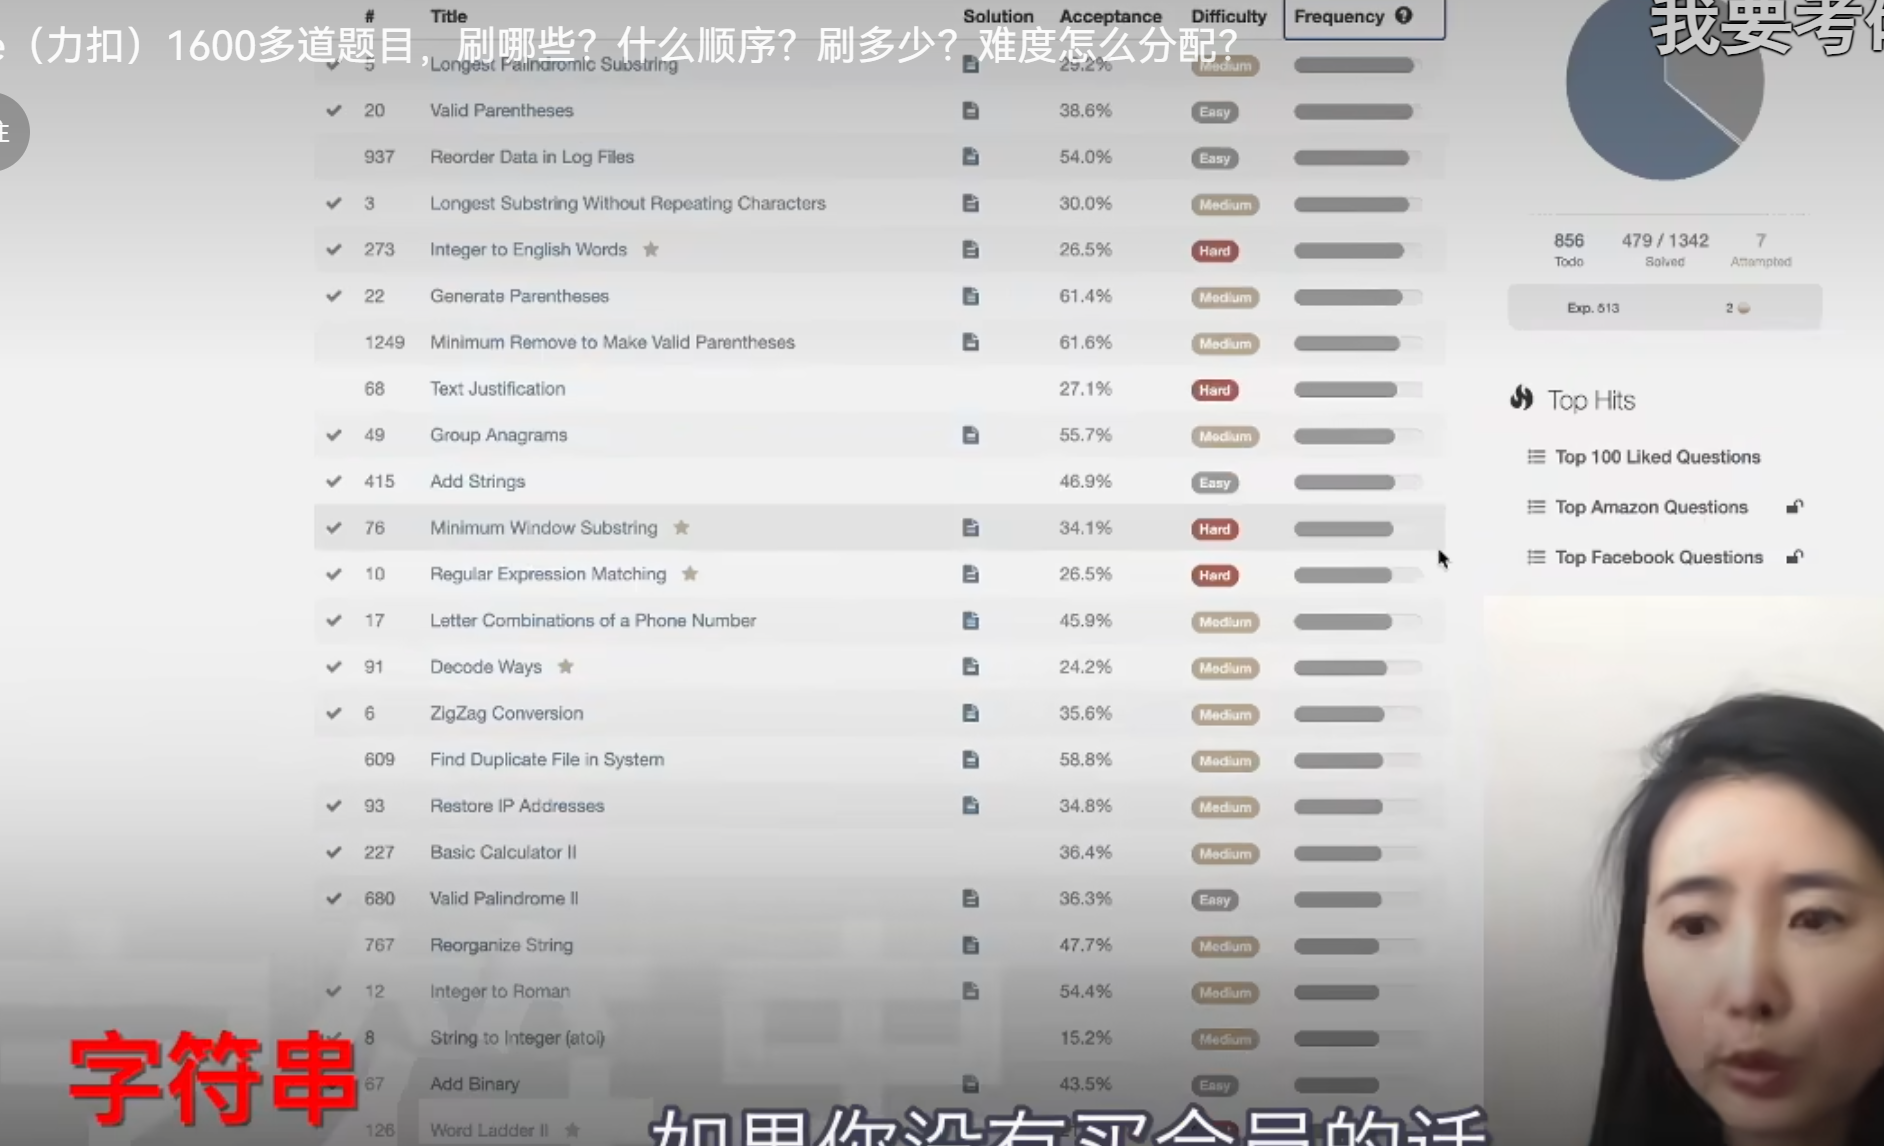 # Title Solution Acceptance Difficulty Frequency
我要考
（力扣）1600多道题目，刷哪些？什么顺序？刷多少？难度怎么分配？
5 Longest Palindromic Substring 29.2% Medium
20 Valid Parentheses 38.6% Easy
937 Reorder Data in Log Files 54.0% Easy
3 Longest Substring Without Repeating Characters 30.0% Medium
273 Integer to English Words 26.5% Hard
22 Generate Parentheses 61.4% Medium
1249 Minimum Remove to Make Valid Parentheses 61.6% Medium
68 Text Justification 27.1% Hard
49 Group Anagrams 55.7% Medium
415 Add Strings 46.9% Easy
76 Minimum Window Substring 34.1% Hard
10 Regular Expression Matching 26.5% Hard
17 Letter Combinations of a Phone Number 45.9% Medium
91 Decode Ways 24.2% Medium
6 ZigZag Conversion 35.6% Medium
609 Find Duplicate File in System 58.8% Medium
93 Restore IP Addresses 34.8% Medium
227 Basic Calculator II 36.4% Medium
680 Valid Palindrome II 36.3% Easy
767 Reorganize String 47.7% Medium
12 Integer to Roman 54.4% Medium
8 String to Integer (atoi) 15.2% Medium
67 Add Binary 43.5% Easy
126 Word Ladder II
856 479 / 1342 7
Todo Solved Attempted
Exp. 513 2
Top Hits
Top 100 Liked Questions
Top Amazon Questions
Top Facebook Questions
字符串
如果你没有买会员的话